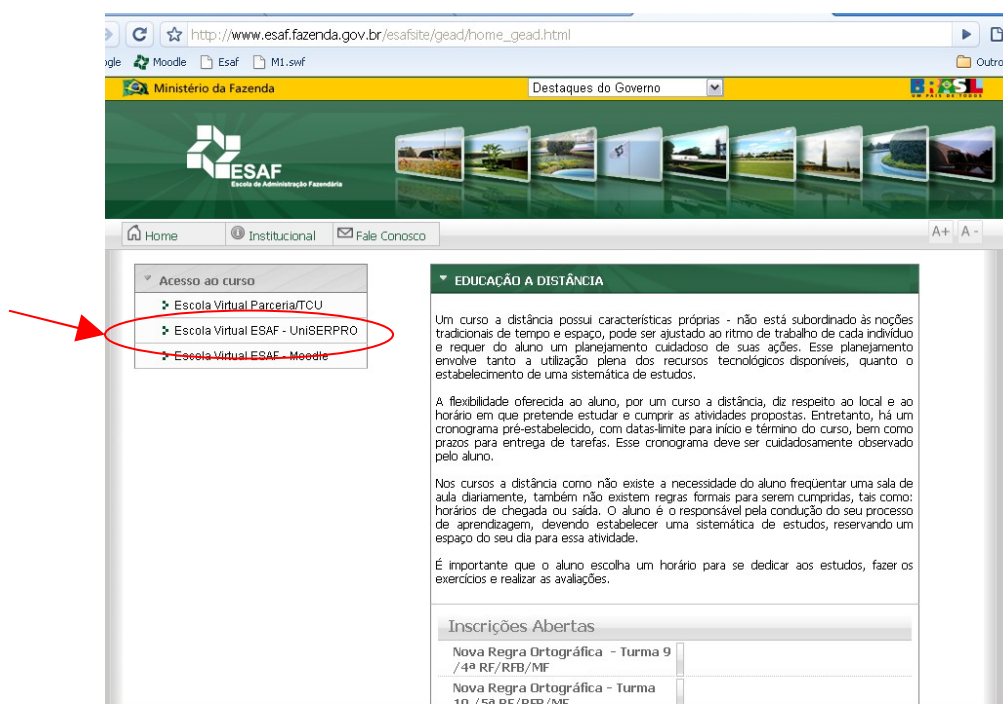 http://www.esaf.fazenda.gov.br/esafsite/gead/home_gead.html
Moodle Esaf M1.swf Outro
Ministério da Fazenda Destaques do Governo BRASIL
UM PAÍS DE TODOS
ESAF
Escola de Administração Fazendária
Home Institucional Fale Conosco A+ A -
Acesso ao curso
Escola Virtual Parceria/TCU
Escola Virtual ESAF - UniSERPRO
Escola Virtual ESAF - Moodle
EDUCAÇÃO A DISTÂNCIA
Um curso a distância possui características próprias - não está subordinado às noções
tradicionais de tempo e espaço, pode ser ajustado ao ritmo de trabalho de cada indivíduo
e requer do aluno um planejamento cuidadoso de suas ações. Esse planejamento
envolve tanto a utilização plena dos recursos tecnológicos disponíveis, quanto o
estabelecimento de uma sistemática de estudos.
A flexibilidade oferecida ao aluno, por um curso a distância, diz respeito ao local e ao
horário em que pretende estudar e cumprir as atividades propostas. Entretanto, há um
cronograma pré-estabelecido, com datas-limite para início e término do curso, bem como
prazos para entrega de tarefas. Esse cronograma deve ser cuidadosamente observado
pelo aluno.
Nos cursos a distância como não existe a necessidade do aluno freqüentar uma sala de
aula diariamente, também não existem regras formais para serem cumpridas, tais como:
horários de chegada ou saída. O aluno é o responsável pela condução do seu processo
de aprendizagem, devendo estabelecer uma sistemática de estudos, reservando um
espaço do seu dia para essa atividade.
É importante que o aluno escolha um horário para se dedicar aos estudos, fazer os
exercícios e realizar as avaliações.
Inscrições Abertas
Nova Regra Ortográfica - Turma 9
/4ª RF/RFB/MF
Nova Regra Ortográfica - Turma
10 /5ª RF/RFB/MF